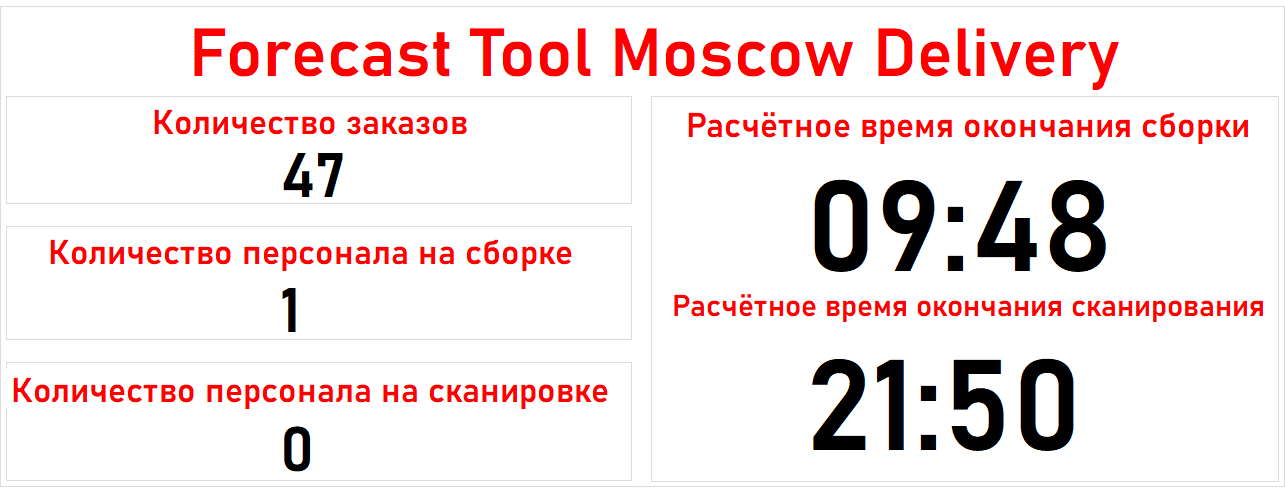 Forecast Tool Moscow Delivery
Количество заказов
47
Количество персонала на сборке
1
Количество персонала на сканировке
0
Расчётное время окончания сборки
09:48
Расчётное время окончания сканирования
21:50